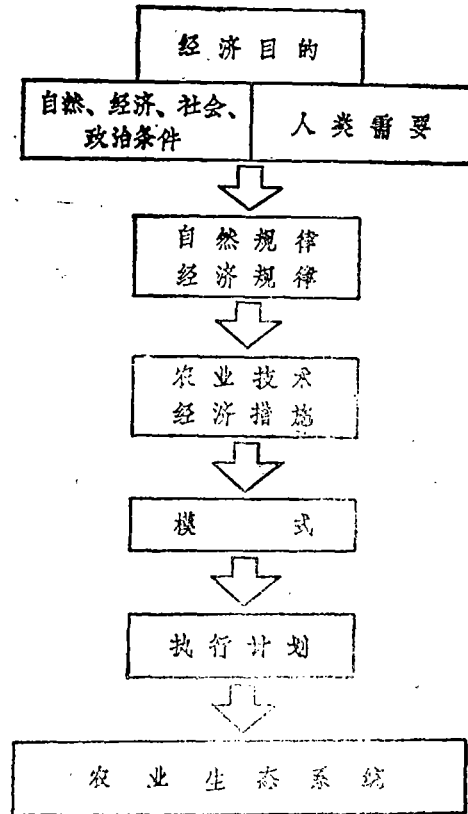 经济目的
自然、经济、社会、
政治条件
人类需要
自然规律
经济规律
农业技术
经济措施
模式
执行计划
农业生态系统